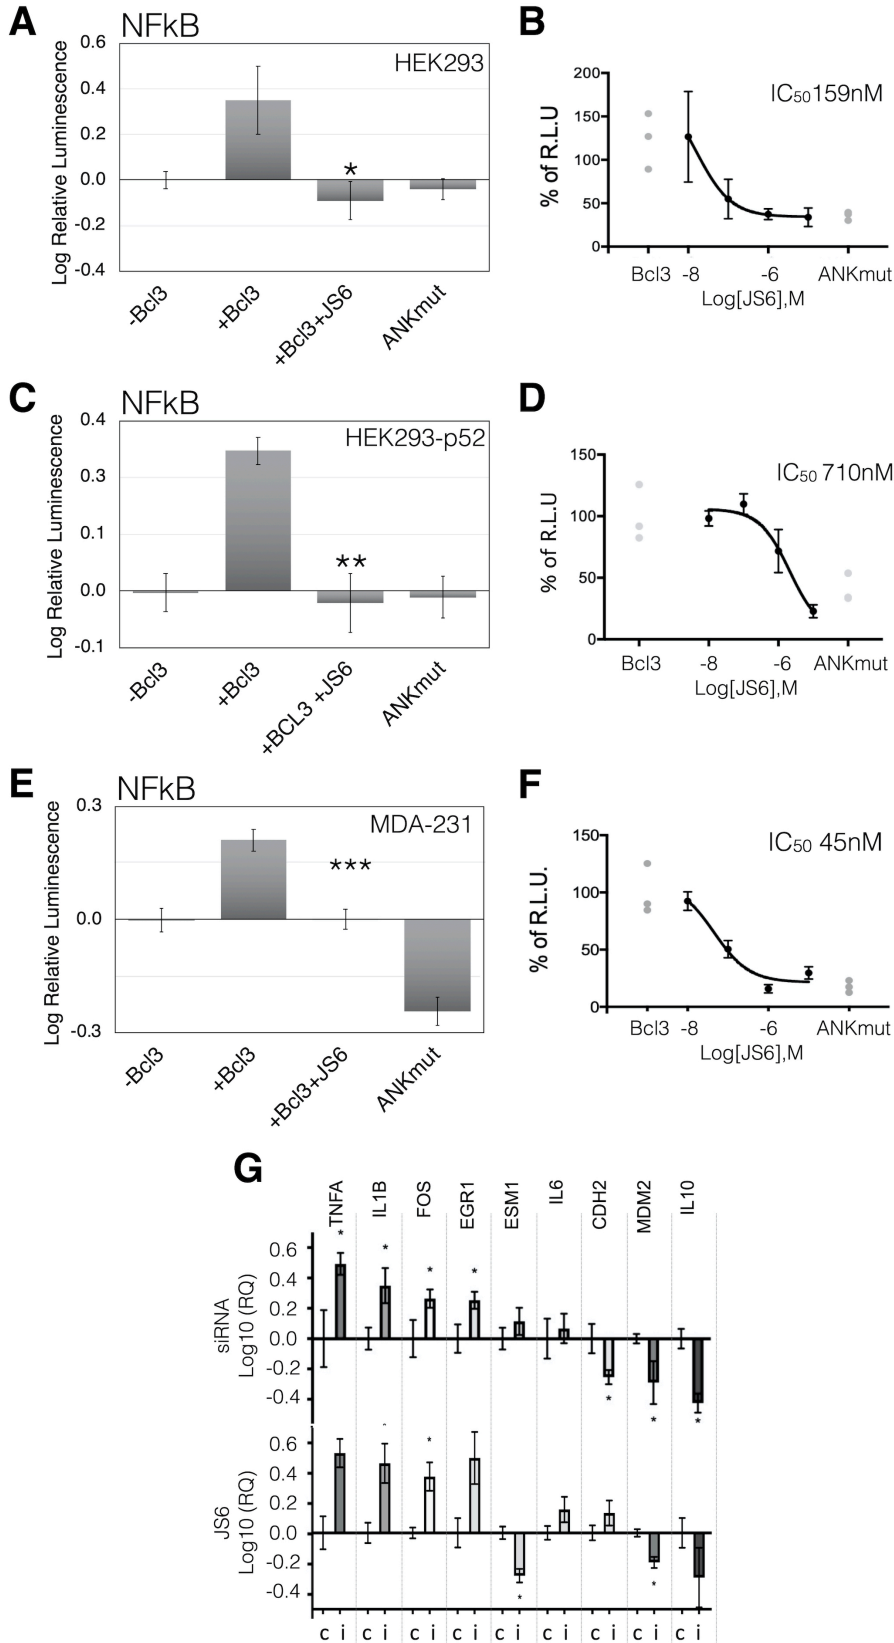 A
NFkB
HEK293
Log Relative Luminescence
0.6
0.4
0.2
0.0
-0.2
-0.4
*
-Bcl3
+Bcl3
+Bcl3+JS6
ANKmut
B
IC50 159nM
% of R.L.U
200
150
100
50
0
Bcl3 -8 -6 ANKmut
Log[JS6],M
C
NFkB
HEK293-p52
Log Relative Luminescence
0.4
0.3
0.1
0.0
-0.1
**
-Bcl3
+Bcl3
+BCL3 +JS6
ANKmut
D
IC50 710nM
% of R.L.U
150
100
50
0
Bcl3 -8 -6 ANKmut
Log[JS6],M
E
NFkB
MDA-231
Log Relative Luminescence
0.3
0.0
-0.3
***
-Bcl3
+Bcl3
+Bcl3+JS6
ANKmut
F
IC50 45nM
% of R.L.U.
150
100
50
0
Bcl3 -8 -6 ANKmut
Log[JS6],M
G
TNFA IL1B FOS EGR1 ESM1 IL6 CDH2 MDM2 IL10
siRNA
Log10 (RQ)
0.6
0.4
0.2
0.0
-0.2
-0.4
* * * * * * *
JS6
Log10 (RQ)
0.6
0.4
0.2
0.0
-0.2
-0.4
* * *
c i c i c i c i c i c i c i c i c i